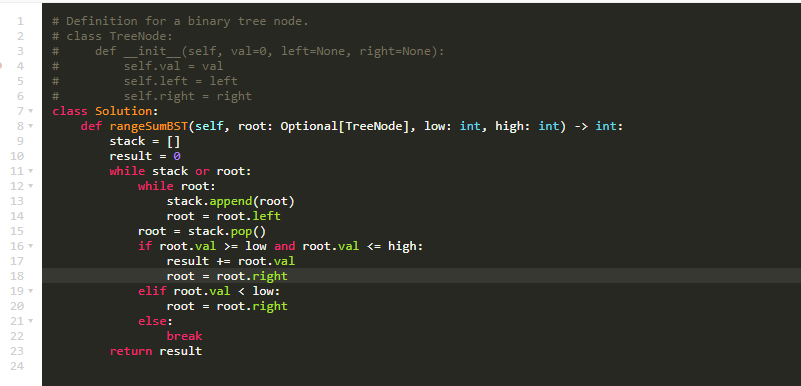 1 # Definition for a binary tree node.
2 # class TreeNode:
3 #     def __init__(self, val=0, left=None, right=None):
4 #         self.val = val
5 #         self.left = left
6 #         self.right = right
7 class Solution:
8     def rangeSumBST(self, root: Optional[TreeNode], low: int, high: int) -> int:
9         stack = []
10         result = 0
11         while stack or root:
12             while root:
13                 stack.append(root)
14                 root = root.left
15             root = stack.pop()
16             if root.val >= low and root.val <= high:
17                 result += root.val
18                 root = root.right
19             elif root.val < low:
20                 root = root.right
21             else:
22                 break
23         return result
24